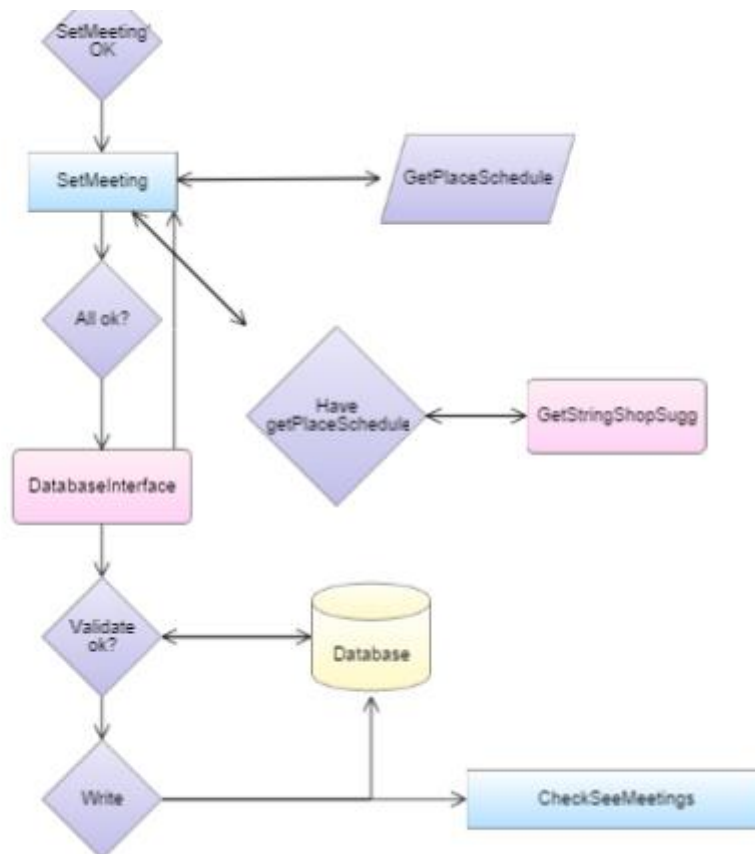 SetMeeting'
OK
SetMeeting
GetPlaceSchedule
All ok?
Have
getPlaceSchedule
GetStringShopSugg
DatabaseInterface
Validate
ok?
Database
Write
CheckSeeMeetings